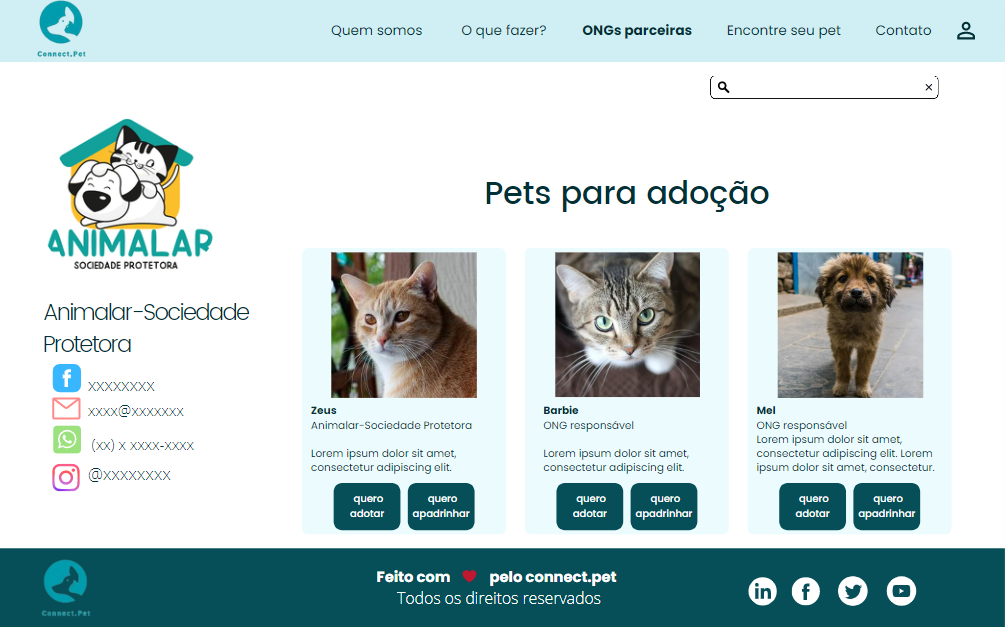 Connect.Pet
Quem somos
O que fazer?
ONGs parceiras
Encontre seu pet
Contato
ANIMALAR
SOCIEDADE PROTETORA
Animalar-Sociedade
Protetora
xxxxxxxx
xxxx@xxxxxxx
(xx) x xxxx-xxxx
@xxxxxxxx
Pets para adoção
Zeus
Animalar-Sociedade Protetora
Lorem ipsum dolor sit amet,
consectetur adipiscing elit.
quero
adotar
quero
apadrinhar
Barbie
ONG responsável
Lorem ipsum dolor sit amet,
consectetur adipiscing elit.
quero
adotar
quero
apadrinhar
Mel
ONG responsável
Lorem ipsum dolor sit amet,
consectetur adipiscing elit. Lorem
ipsum dolor sit amet, consectetur.
quero
adotar
quero
apadrinhar
Connect.Pet
Feito com ♥ pelo connect.pet
Todos os direitos reservados